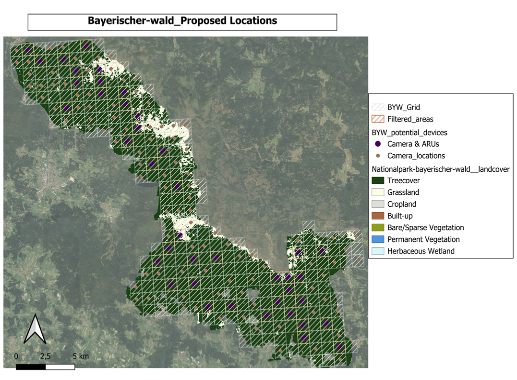 Bayerischer-wald_Proposed Locations
BYW_Grid
Filtered_areas
BYW_potential_devices
Camera & ARUs
Camera_locations
Nationalpark-bayerischer-wald__landcover
Treecover
Grassland
Cropland
Built-up
Bare/Sparse Vegetation
Permanent Vegetation
Herbaceous Wetland
0 2,5 5 km